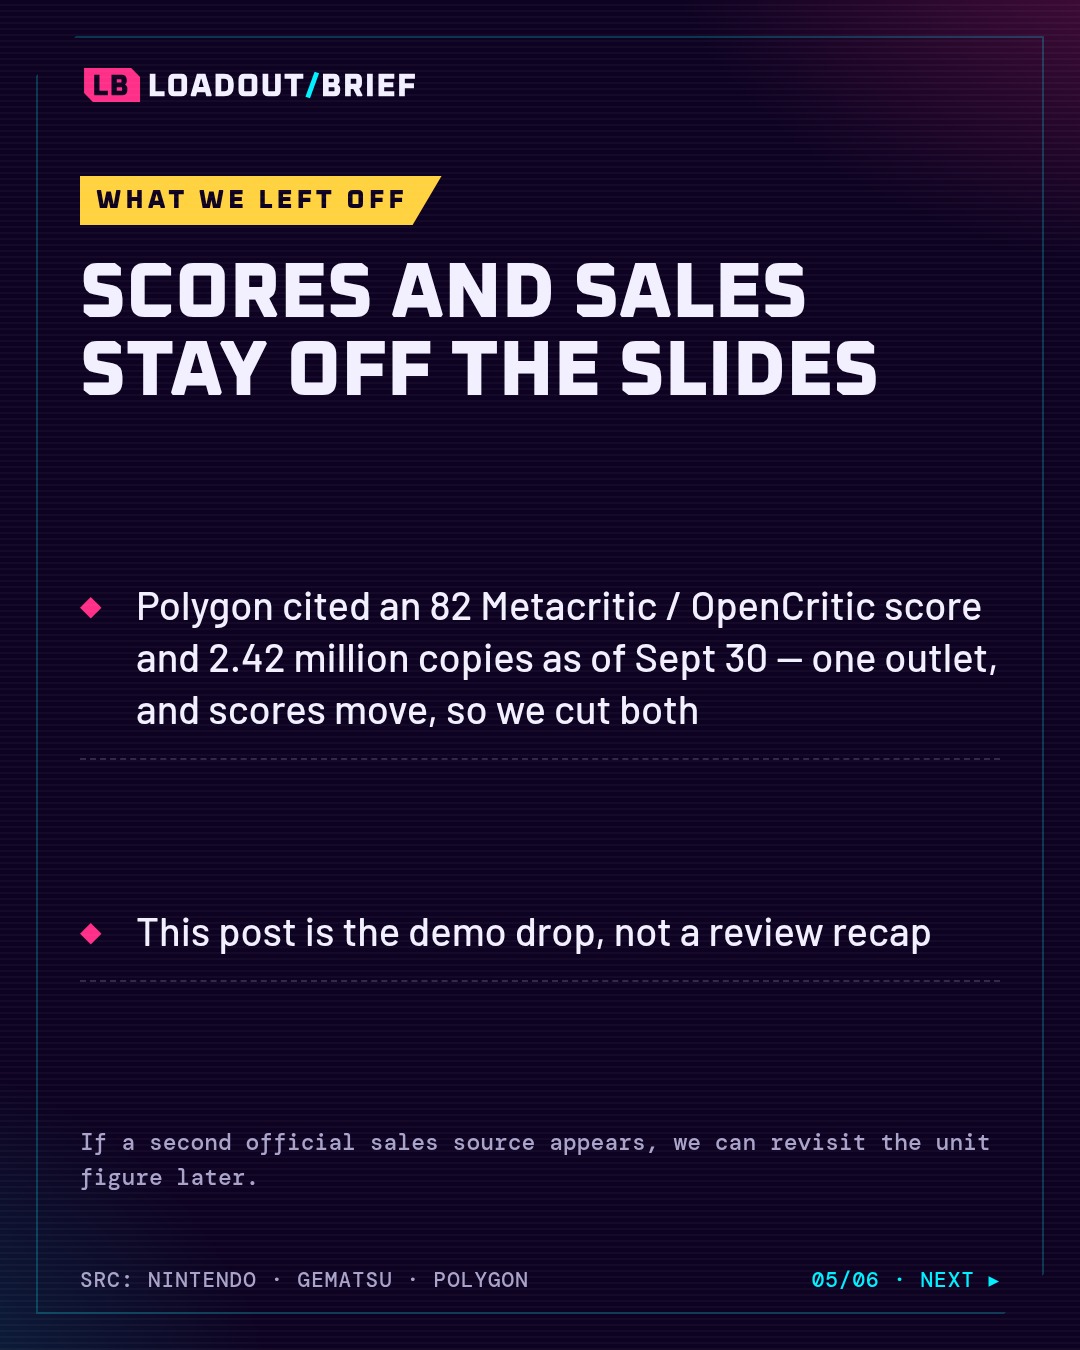 LB LOADOUT/BRIEF
WHAT WE LEFT OFF
SCORES AND SALES
STAY OFF THE SLIDES
Polygon cited an 82 Metacritic / OpenCritic score
and 2.42 million copies as of Sept 30 — one outlet,
and scores move, so we cut both
This post is the demo drop, not a review recap
If a second official sales source appears, we can revisit the unit
figure later.
SRC: NINTENDO · GEMATSU · POLYGON
05/06 · NEXT ▸